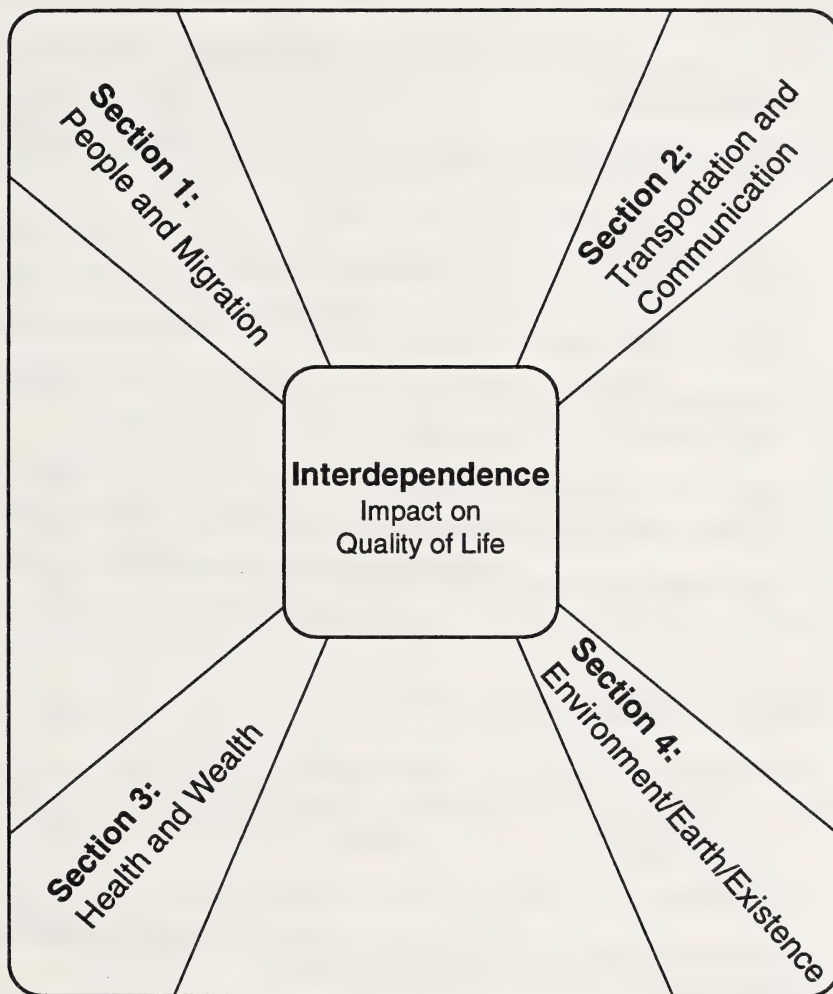 Section 1:
People and Migration
Section 2:
Transportation and
Communication
Interdependence
Impact on
Quality of Life
Section 3:
Health and Wealth
Section 4:
Environment/Earth/Existence